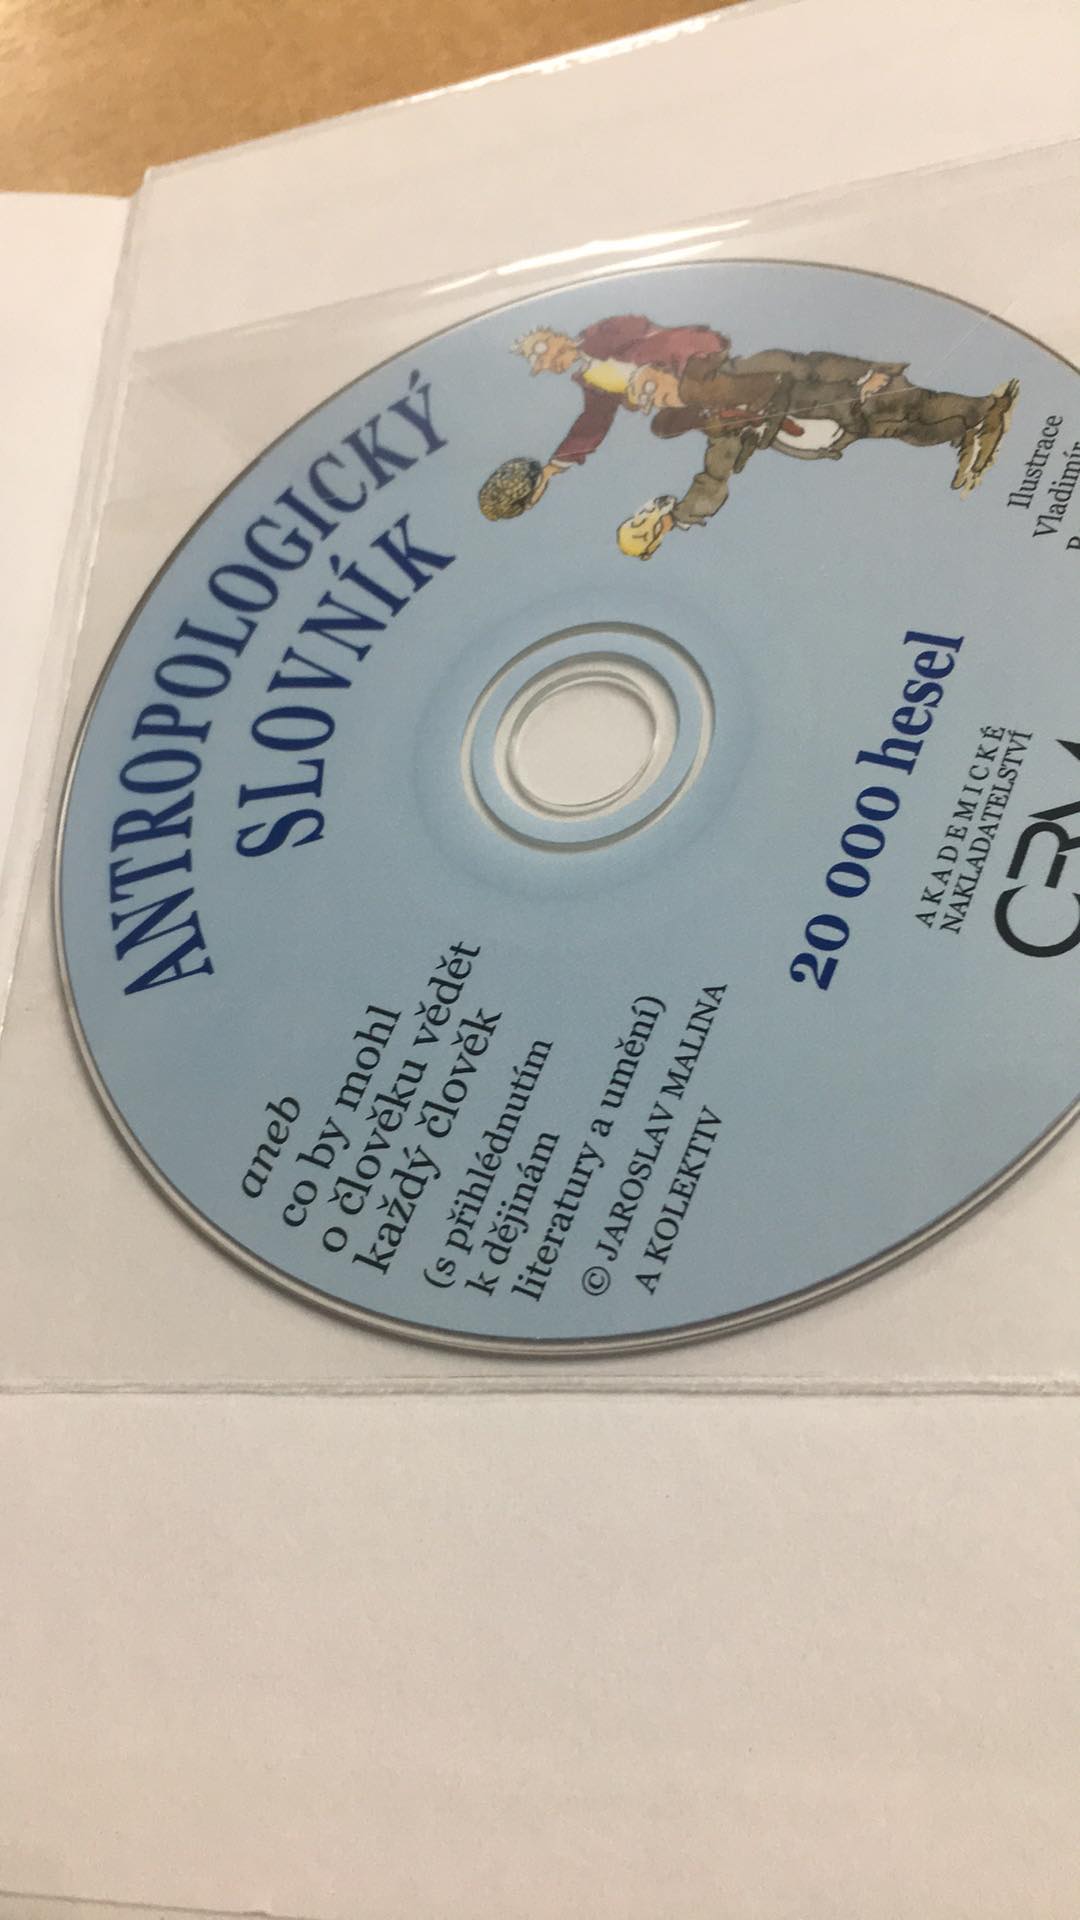 ANTROPOLOGICKÝ
SLOVNÍK
aneb
co by mohl
o člověku vědět
každý člověk
(s přihlédnutím
k dějinám
literatury a umění)
© JAROSLAV MALINA
A KOLEKTIV
Ilustrace
Vladimír
20 000 hesel
AKADEMICKÉ
NAKLADATELSTVÍ